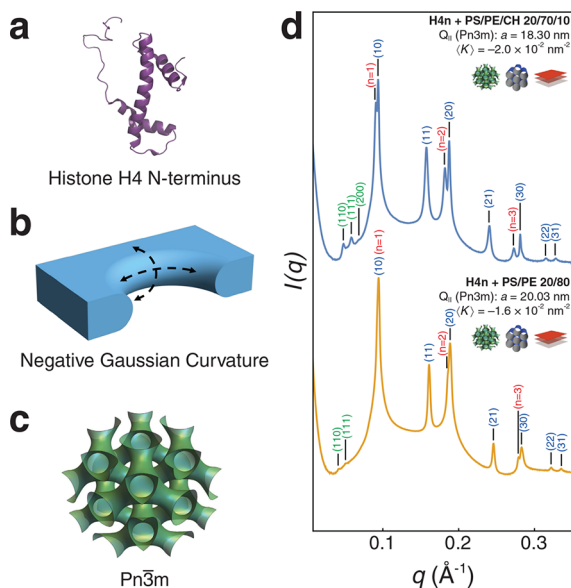 a
Histone H4 N-terminus
b
Negative Gaussian Curvature
c
Pn3̅m
d
H4n + PS/PE/CH 20/70/10
Q_II (Pn3m): a = 18.30 nm
⟨K⟩ = −2.0 × 10⁻² nm⁻²
(110)
(111)
(200)
(n=1)
(10)
(11)
(n=2)
(20)
(21)
(n=3)
(30)
(22)
(31)
H4n + PS/PE 20/80
Q_II (Pn3m): a = 20.03 nm
⟨K⟩ = −1.6 × 10⁻² nm⁻²
(110)
(111)
(10)
(n=1)
(11)
(n=2)
(20)
(21)
(n=3)
(30)
(22)
(31)
I(q)
0.1
0.2
0.3
q (Å⁻¹)